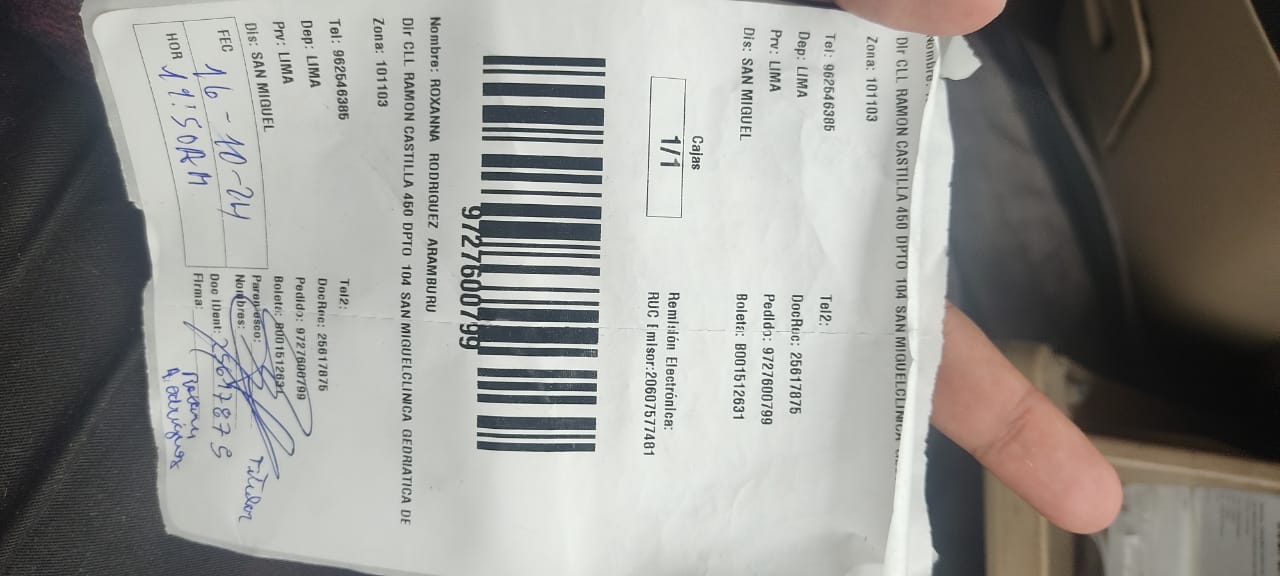 Dir CLL RAMON CASTILLA 450 DPTO 104 SAN MIGUELCLINICA
Zona: 101103
Tel: 962546385 Tel2:
Dep: LIMA DocRec: 25617875
Prv: LIMA Pedido: 9727600799
Dis: SAN MIGUEL Boleta: B001512631
Cajas Remisión Electrónica:
1/1 RUC Emisor:20607577481
9727600799
Nombre: ROXANNA RODRIGUEZ ARAMBURU
Dir CLL RAMON CASTILLA 450 DPTO 104 SAN MIGUELCLINICA GEDRIATICA DE
Zona: 101103
Tel: 962546385 Tel2:
Dep: LIMA DocRec: 25617875
Prv: LIMA Pedido: 9727600799
Dis: SAN MIGUEL Boleta: B001512631
Parentesco: Titular
FEC 16-10-24 Nombres:
Doc Ident: 25617875
HOR 11:50AM Firma:
Rodriguez